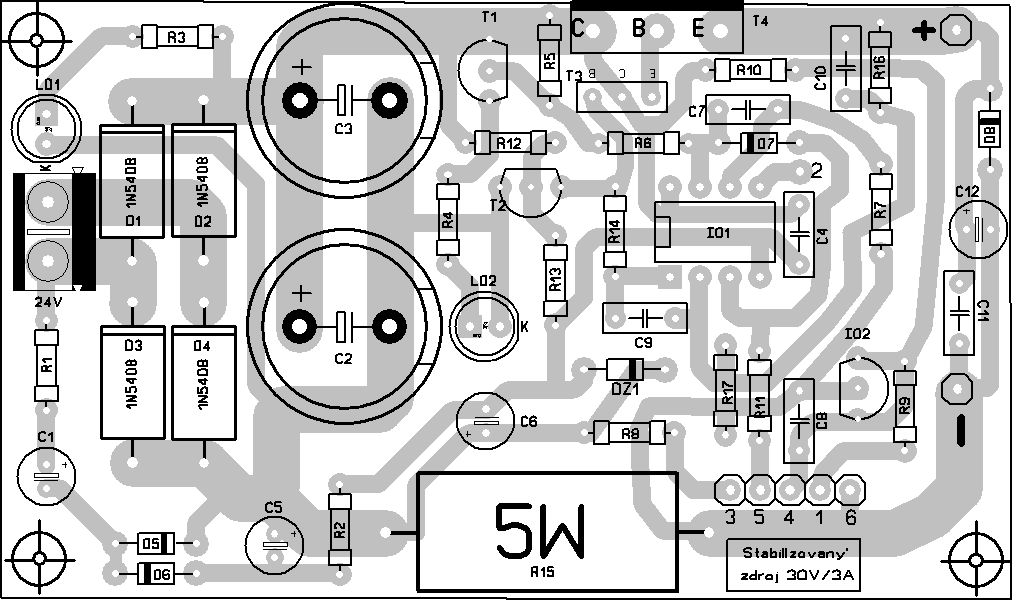 T1
C B E
T4
+
R3
R5
R16
LD1
+
C3
T3
B C E
R10
C10
C7
D8
R12
R6
D7
2
K
1N5408
1N5408
D1
D2
T2
R4
R14
R7
C12
+
C4
IO1
24V
+
LD2
R13
K
C11
C9
IO2
C2
D3
D4
R1
1N5408
1N5408
DZ1
R17
R11
R9
C6
+
R8
C8
C1
+
3 5 4 1 6
C5
+
R2
5W
R15
D5
D6
Stabilizovany'
zdroj 30V/3A